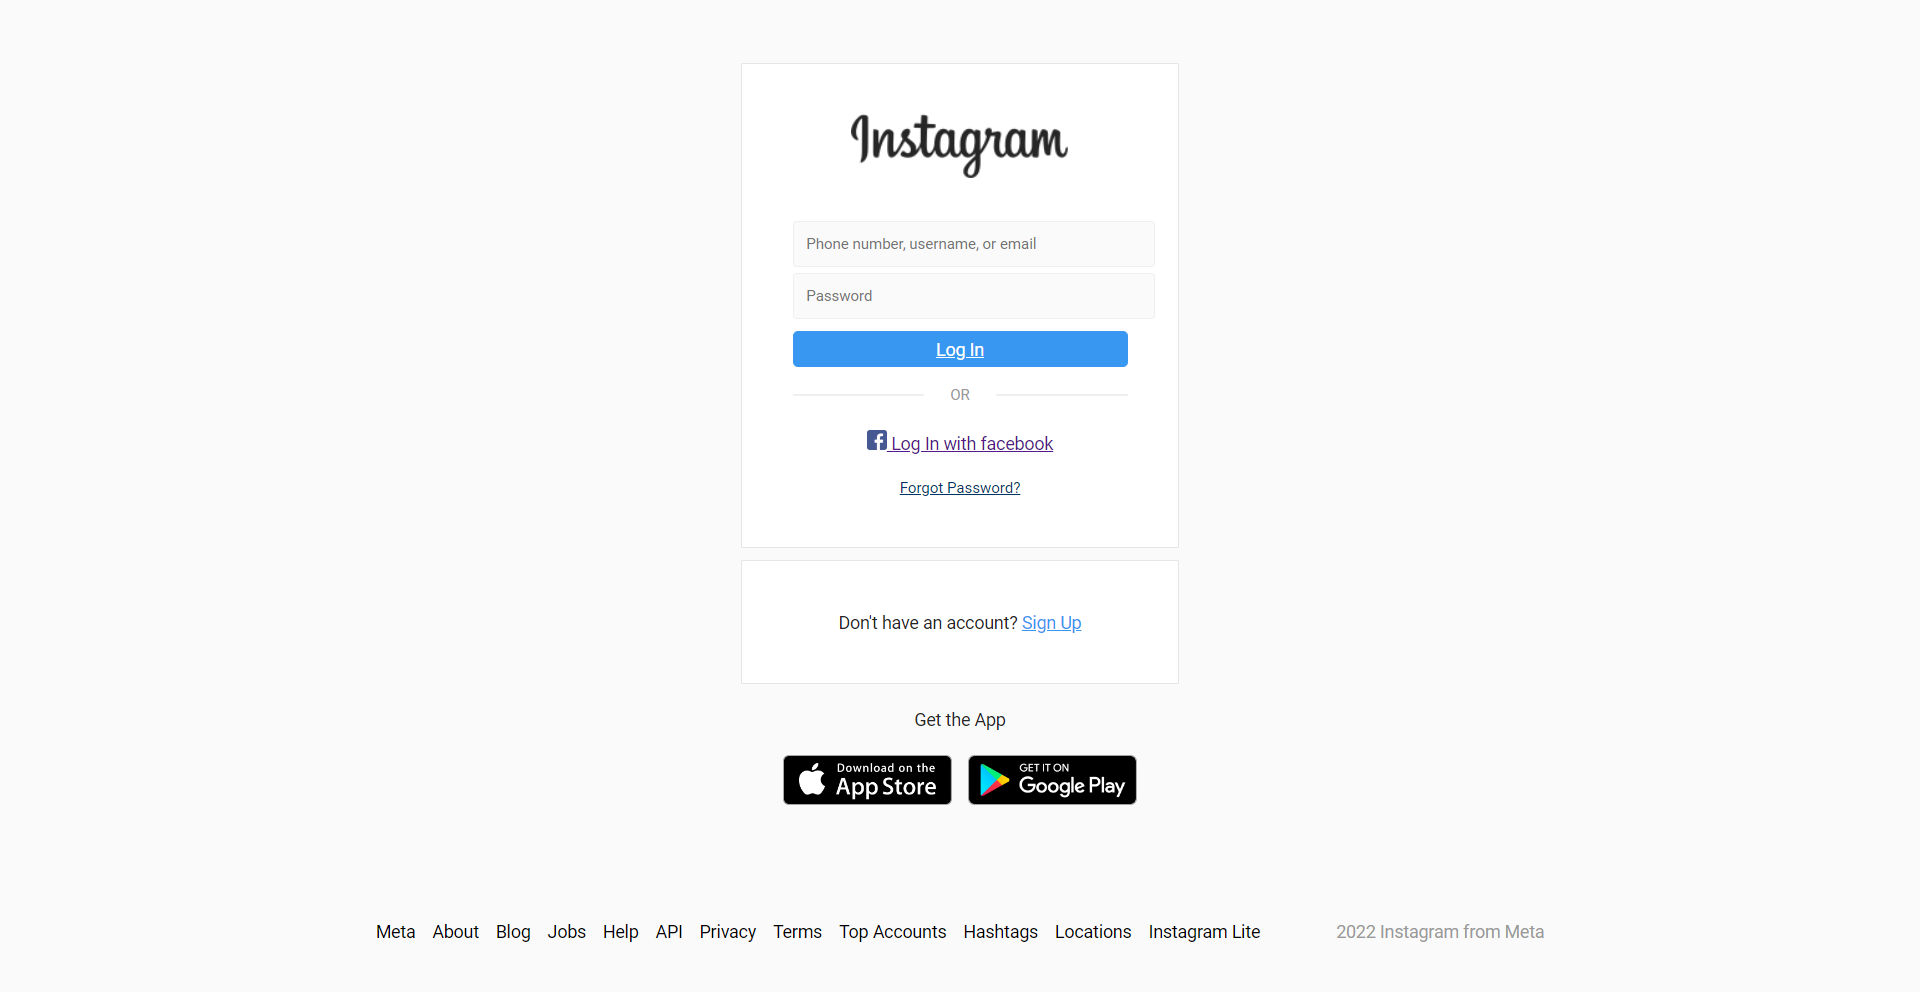 Instagram
Phone number, username, or email
Password
Log In
OR
Log In with facebook
Forgot Password?
Don't have an account? Sign Up
Get the App
Download on the
App Store
GET IT ON
Google Play
Meta About Blog Jobs Help API Privacy Terms Top Accounts Hashtags Locations Instagram Lite 2022 Instagram from Meta